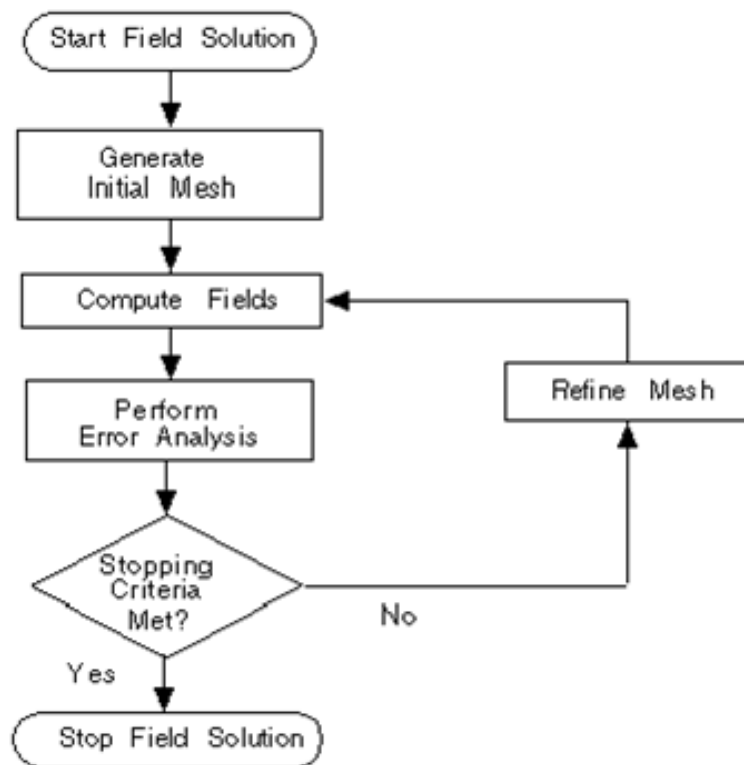 Start Field Solution
Generate
Initial Mesh
Compute Fields
Refine Mesh
Perform
Error Analysis
Stopping
Criteria
Met?
No
Yes
Stop Field Solution